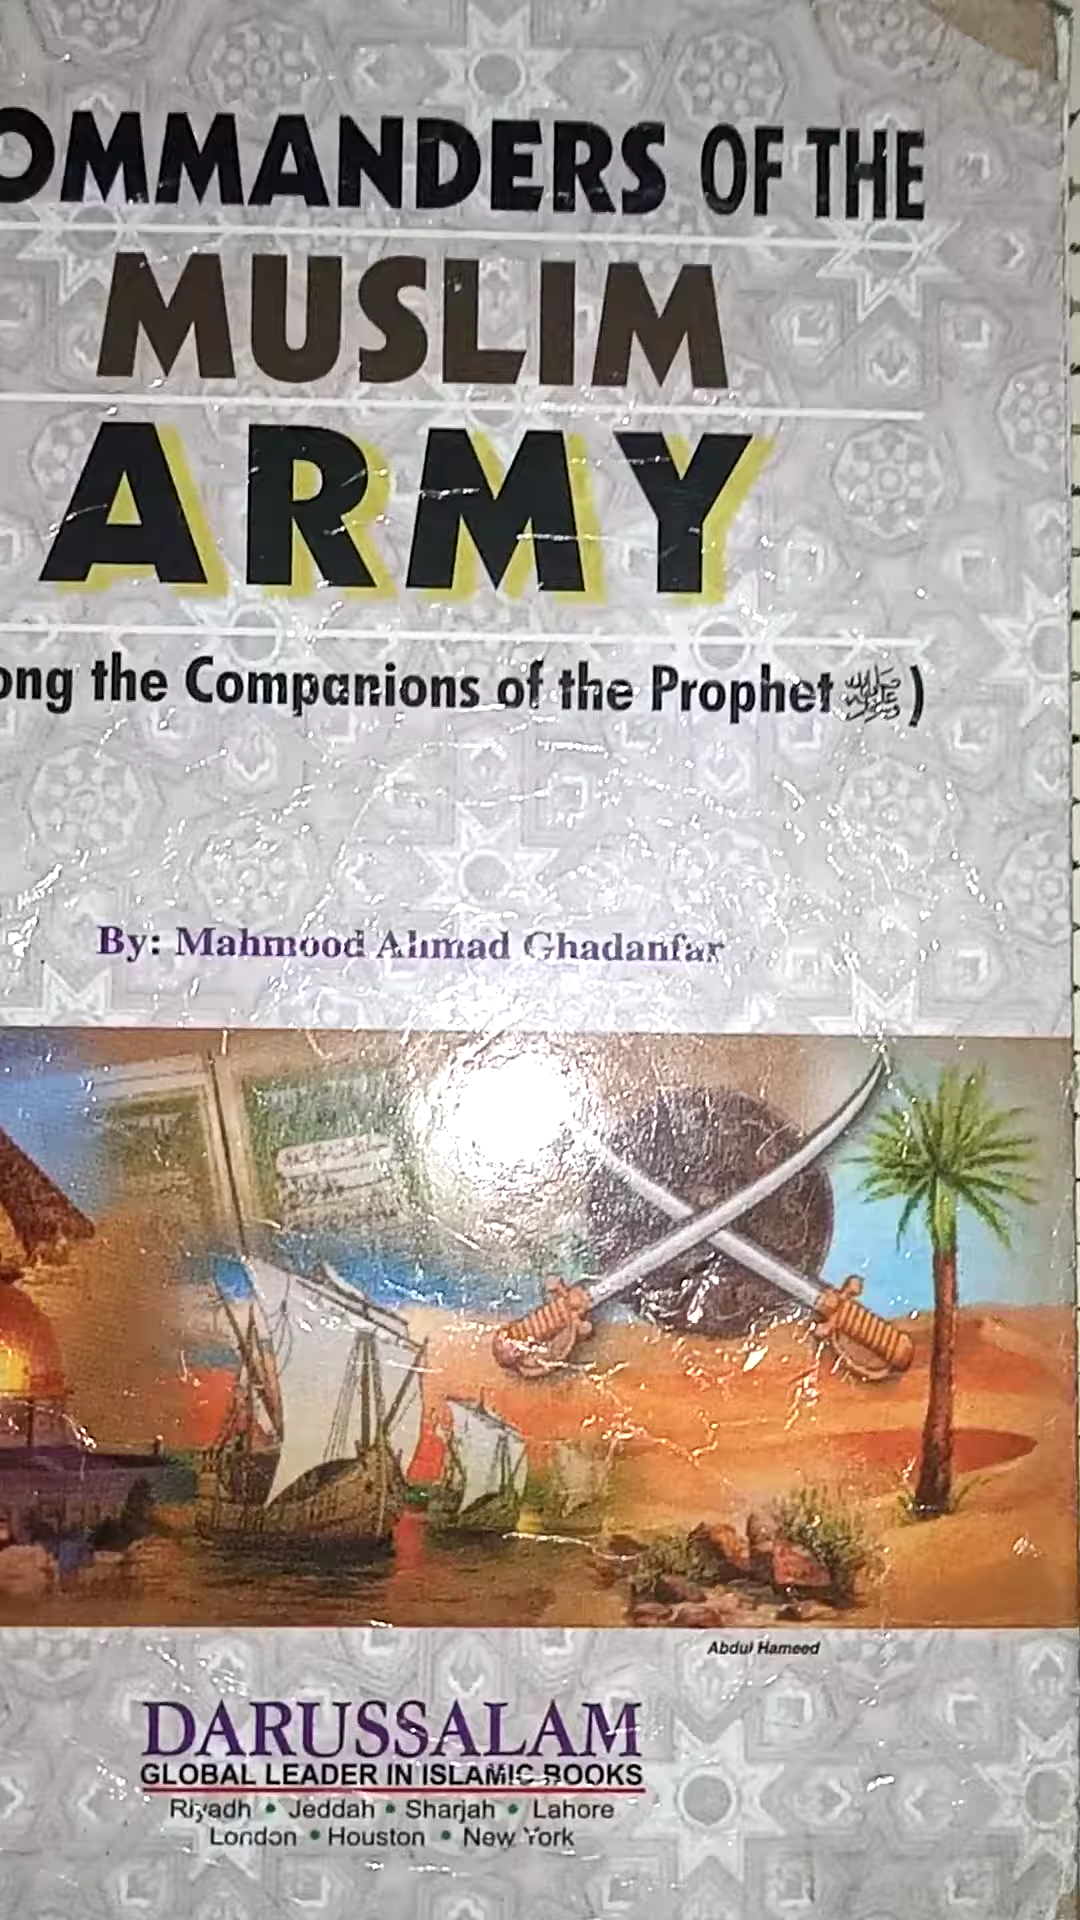 OMMANDERS OF THE
MUSLIM
ARMY
ong the Companions of the Prophet ﷺ)
By: Mahmood Ahmad Ghadanfar
Abdul Hameed
DARUSSALAM
GLOBAL LEADER IN ISLAMIC BOOKS
Riyadh • Jeddah • Sharjah • Lahore
London • Houston • New York